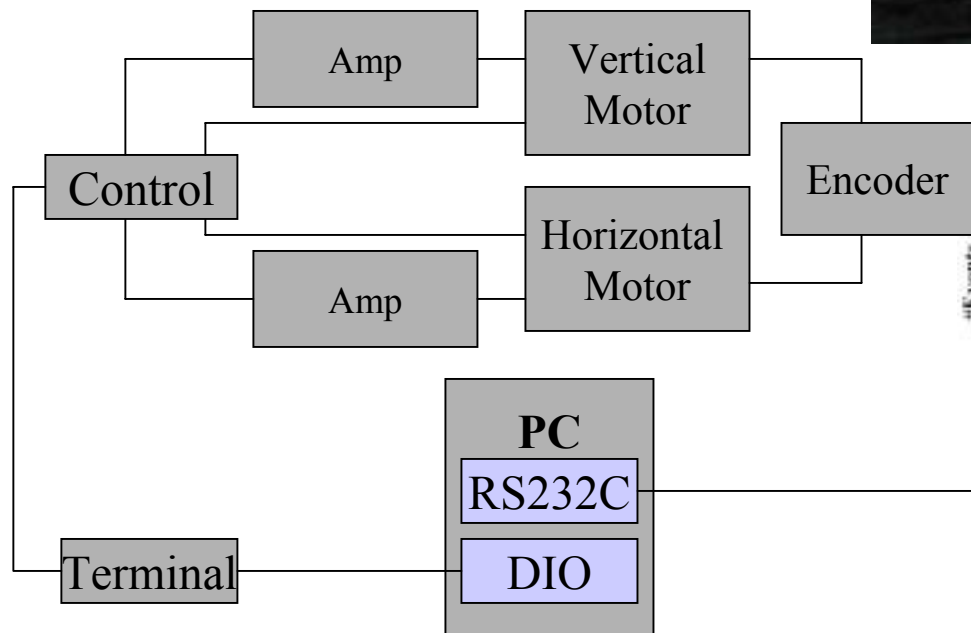 Amp
Vertical
Motor
Encoder
Control
Horizontal
Motor
Amp
PC
RS232C
DIO
Terminal